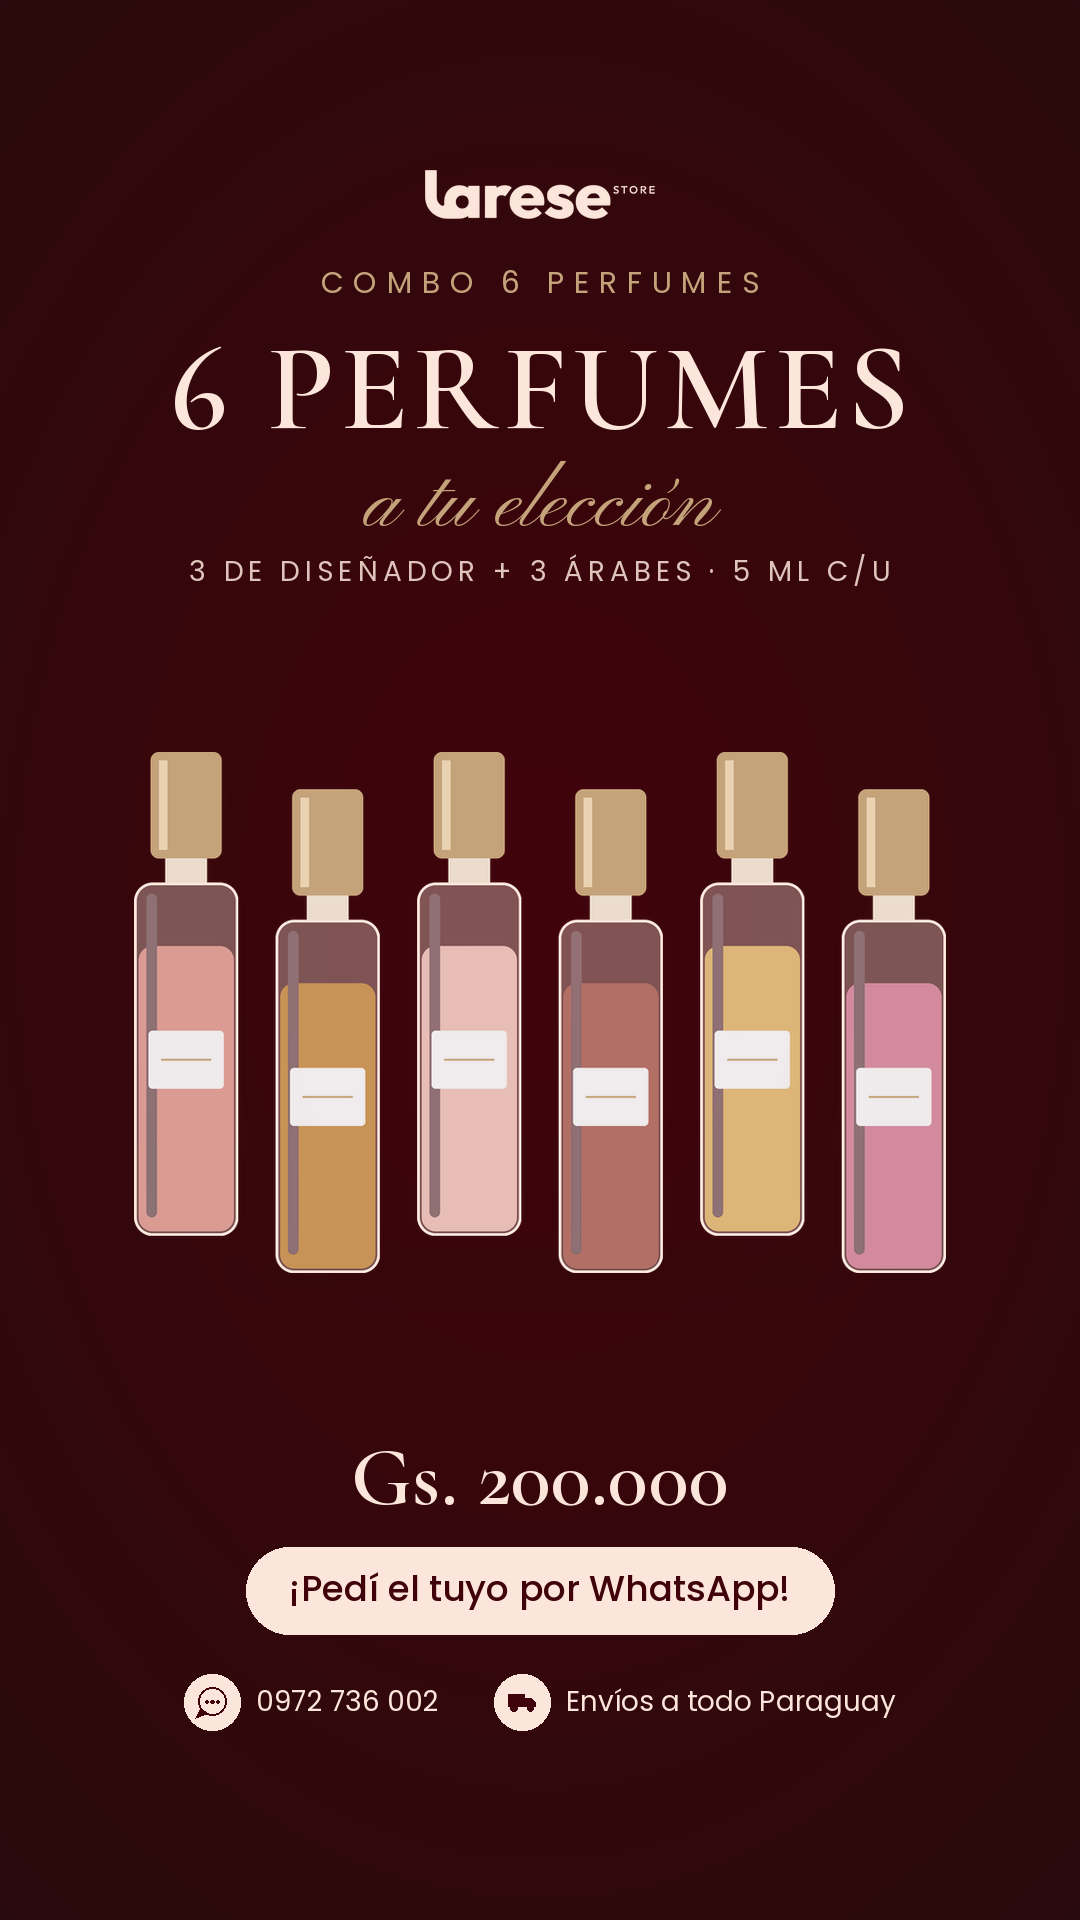 Larese STORE
COMBO 6 PERFUMES
6 PERFUMES
a tu elección
3 DE DISEÑADOR + 3 ÁRABES · 5 ML C/U
Gs. 200.000
¡Pedí el tuyo por WhatsApp!
0972 736 002 Envíos a todo Paraguay